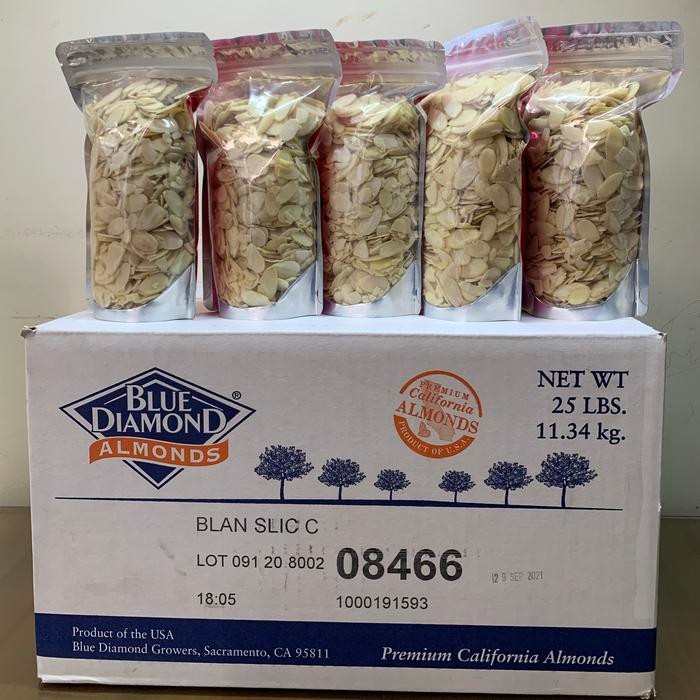 BLUE
DIAMOND®
ALMONDS
PREMIUM
California
ALMONDS
PRODUCT OF U.S.A.
NET WT
25 LBS.
11.34 kg.
BLAN SLIC C
LOT 091 20 8002
08466
SEP 2021
18:05
1000191593
Product of the USA
Blue Diamond Growers, Sacramento, CA 95811
Premium California Almonds